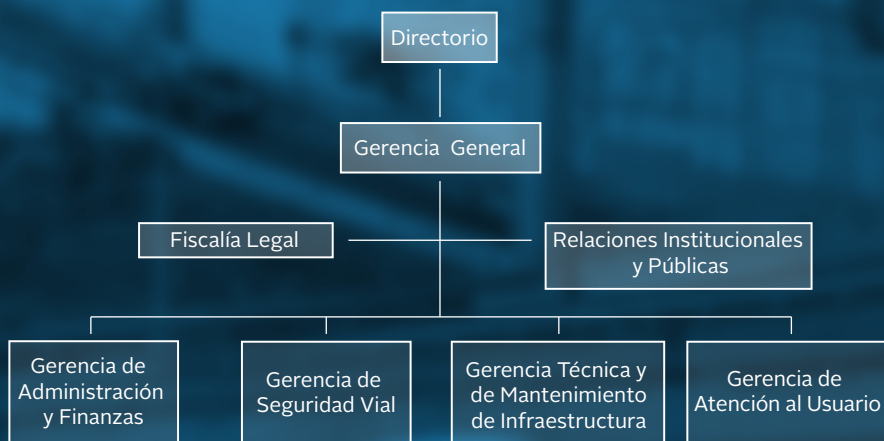 Directorio
Gerencia General
Fiscalía Legal
Relaciones Institucionales
y Públicas
Gerencia de
Administración
y Finanzas
Gerencia de
Seguridad Vial
Gerencia Técnica y
de Mantenimiento
de Infraestructura
Gerencia de
Atención al Usuario